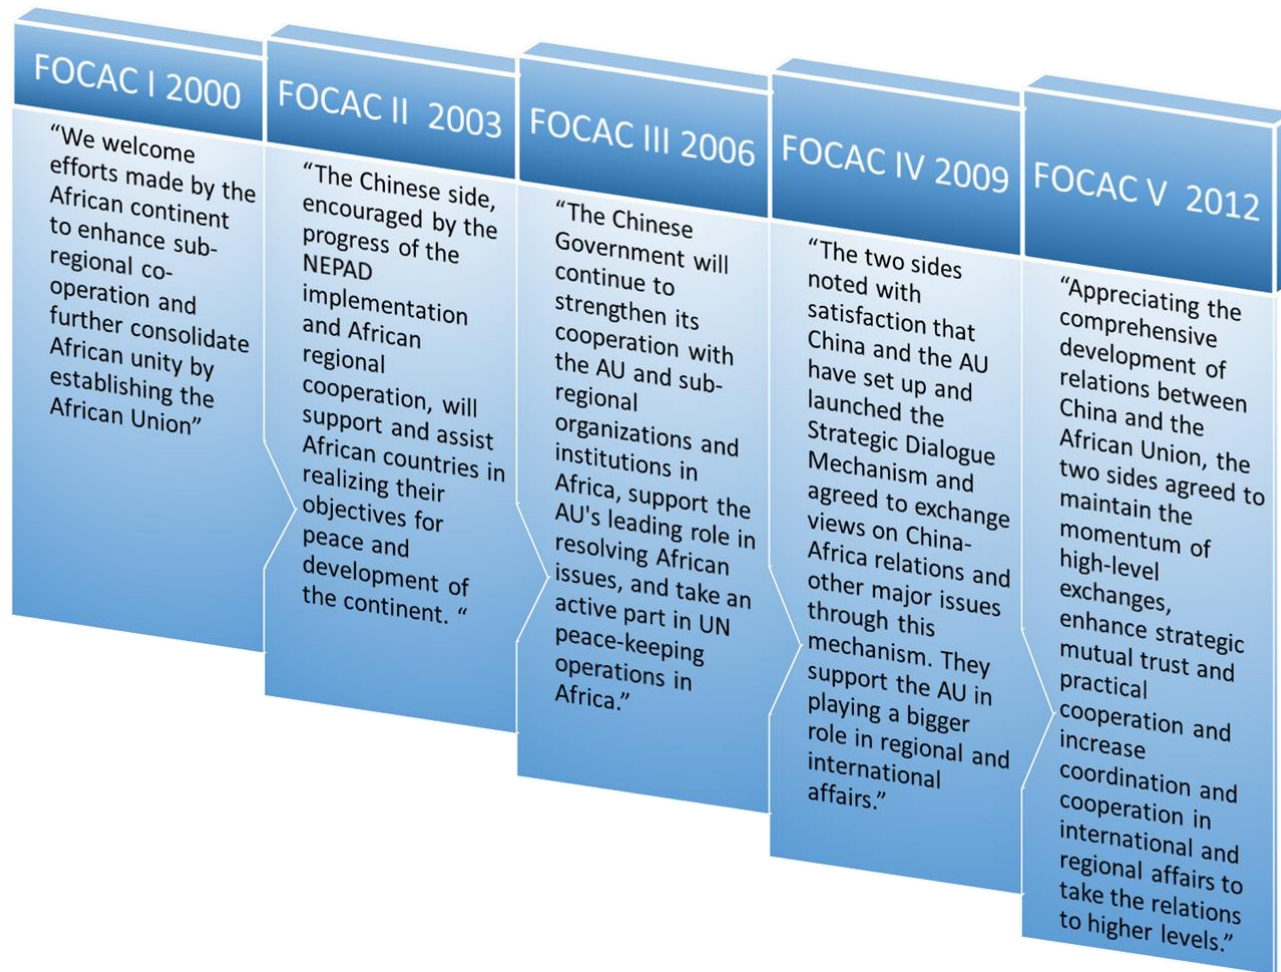 FOCAC I 2000
“We welcome
efforts made by the
African continent
to enhance sub-
regional co-
operation and
further consolidate
African unity by
establishing the
African Union”
FOCAC II  2003
“The Chinese side,
encouraged by the
progress of the
NEPAD
implementation
and African
regional
cooperation, will
support and assist
African countries in
realizing their
objectives for
peace and
development of
the continent. “
FOCAC III 2006
“The Chinese
Government will
continue to
strengthen its
cooperation with
the AU and sub-
regional
organizations and
institutions in
Africa, support the
AU's leading role in
resolving African
issues, and take an
active part in UN
peace-keeping
operations in
Africa.”
FOCAC IV 2009
“The two sides
noted with
satisfaction that
China and the AU
have set up and
launched the
Strategic Dialogue
Mechanism and
agreed to exchange
views on China-
Africa relations and
other major issues
through this
mechanism. They
support the AU in
playing a bigger
role in regional and
international
affairs.”
FOCAC V  2012
“Appreciating the
comprehensive
development of
relations between
China and the
African Union, the
two sides agreed to
maintain the
momentum of
high-level
exchanges,
enhance strategic
mutual trust and
practical
cooperation and
increase
coordination and
cooperation in
international and
regional affairs to
take the relations
to higher levels.”